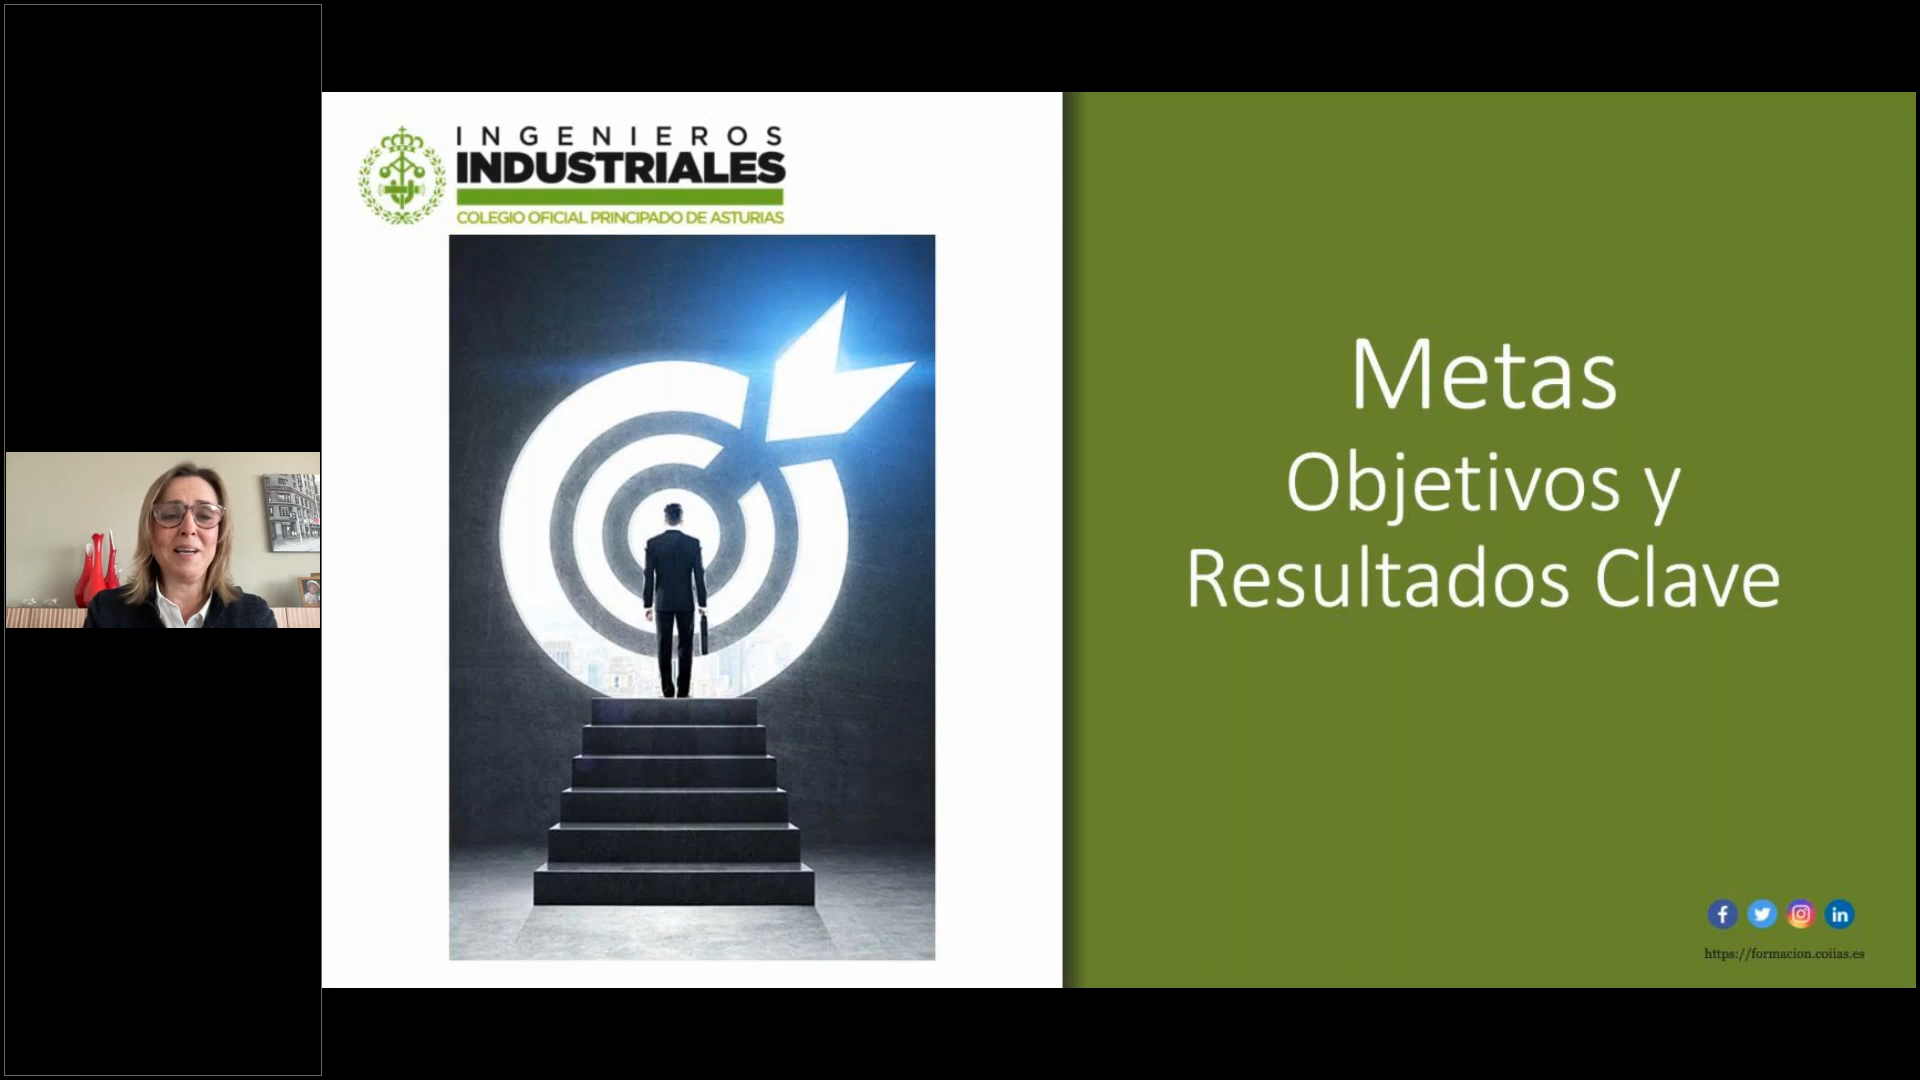 INGENIEROS
INDUSTRIALES
COLEGIO OFICIAL PRINCIPADO DE ASTURIAS
Metas
Objetivos y
Resultados Clave
https://formacion.coiias.es